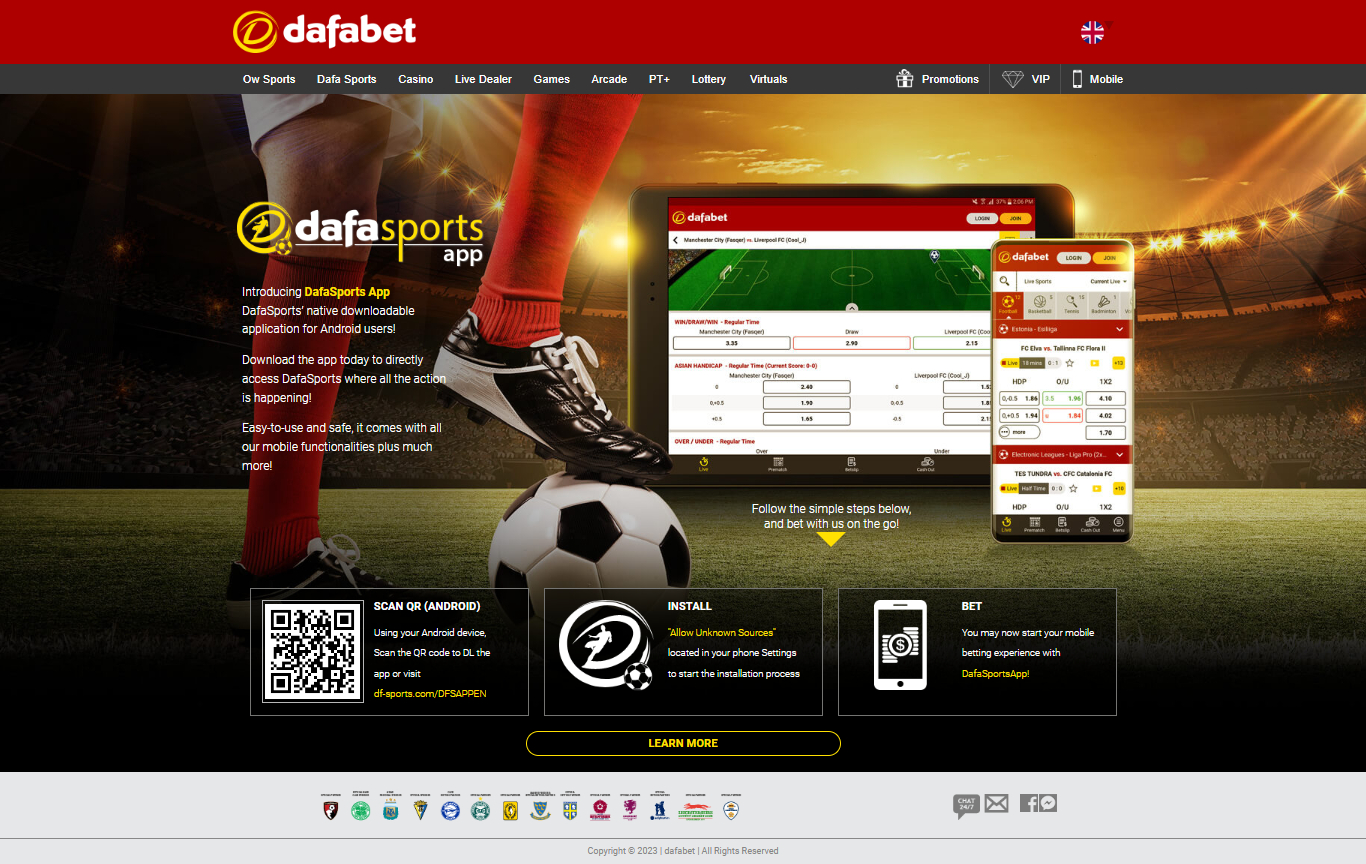 dafabet
Ow Sports Dafa Sports Casino Live Dealer Games Arcade PT+ Lottery Virtuals Promotions VIP Mobile
dafasports
app
Introducing DafaSports App
DafaSports' native downloadable
application for Android users!
Download the app today to directly
access DafaSports where all the action
is happening!
Easy-to-use and safe, it comes with all
our mobile functionalities plus much
more!
37% 2:06 PM
dafabet LOGIN JOIN
Manchester City (Fasqer) vs. Liverpool FC (Cool_J)
WIN/DRAW/WIN - Regular Time
Manchester City (Fasqer) Draw Liverpool FC (Coo
3.35 2.90 2.15
ASIAN HANDICAP - Regular Time (Current Score: 0-0)
Manchester City (Fasqer) Liverpool FC (Cool_J)
0 2.40 0 1.5
0,+0.5 1.90 0,-0.5 1.8
+0.5 1.65 -0.5 2.1
OVER / UNDER - Regular Time
Over Under
Live Prematch Betslip Cash Out
dafabet LOGIN JOIN
Live Sports Current Live
12 5 15 5
Football Basketball Tennis Badminton
Estonia - Esiliiga
FC Elva vs. Tallinna FC Flora II
Live 18 mins 0 : 1 +13
HDP O/U 1X2
0,-0.5 1.86 3.5 1.96 4.10
0,+0.5 1.94 u 1.84 4.02
more 1.70
Electronic Leagues - Liga Pro (2x...
TES TUNDRA vs. CFC Catalonia FC
Live Half Time 0 : 0 +10
HDP O/U 1X2
Live Prematch Betslip Cash Out Menu
Follow the simple steps below,
and bet with us on the go!
SCAN QR (ANDROID)
Using your Android device,
Scan the QR code to DL the
app or visit
df-sports.com/DFSAPPEN
INSTALL
"Allow Unknown Sources"
located in your phone Settings
to start the installation process
BET
You may now start your mobile
betting experience with
DafaSportsApp!
LEARN MORE
CHAT
24/7
Copyright © 2023 | dafabet | All Rights Reserved